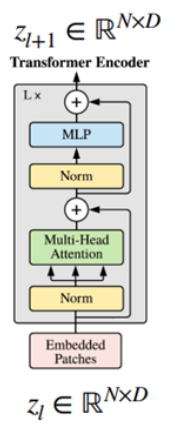 z_{l+1} ∈ ℝ^{N×D}
Transformer Encoder
L ×
+
MLP
Norm
+
Multi-Head
Attention
Norm
Embedded
Patches
z_l ∈ ℝ^{N×D}